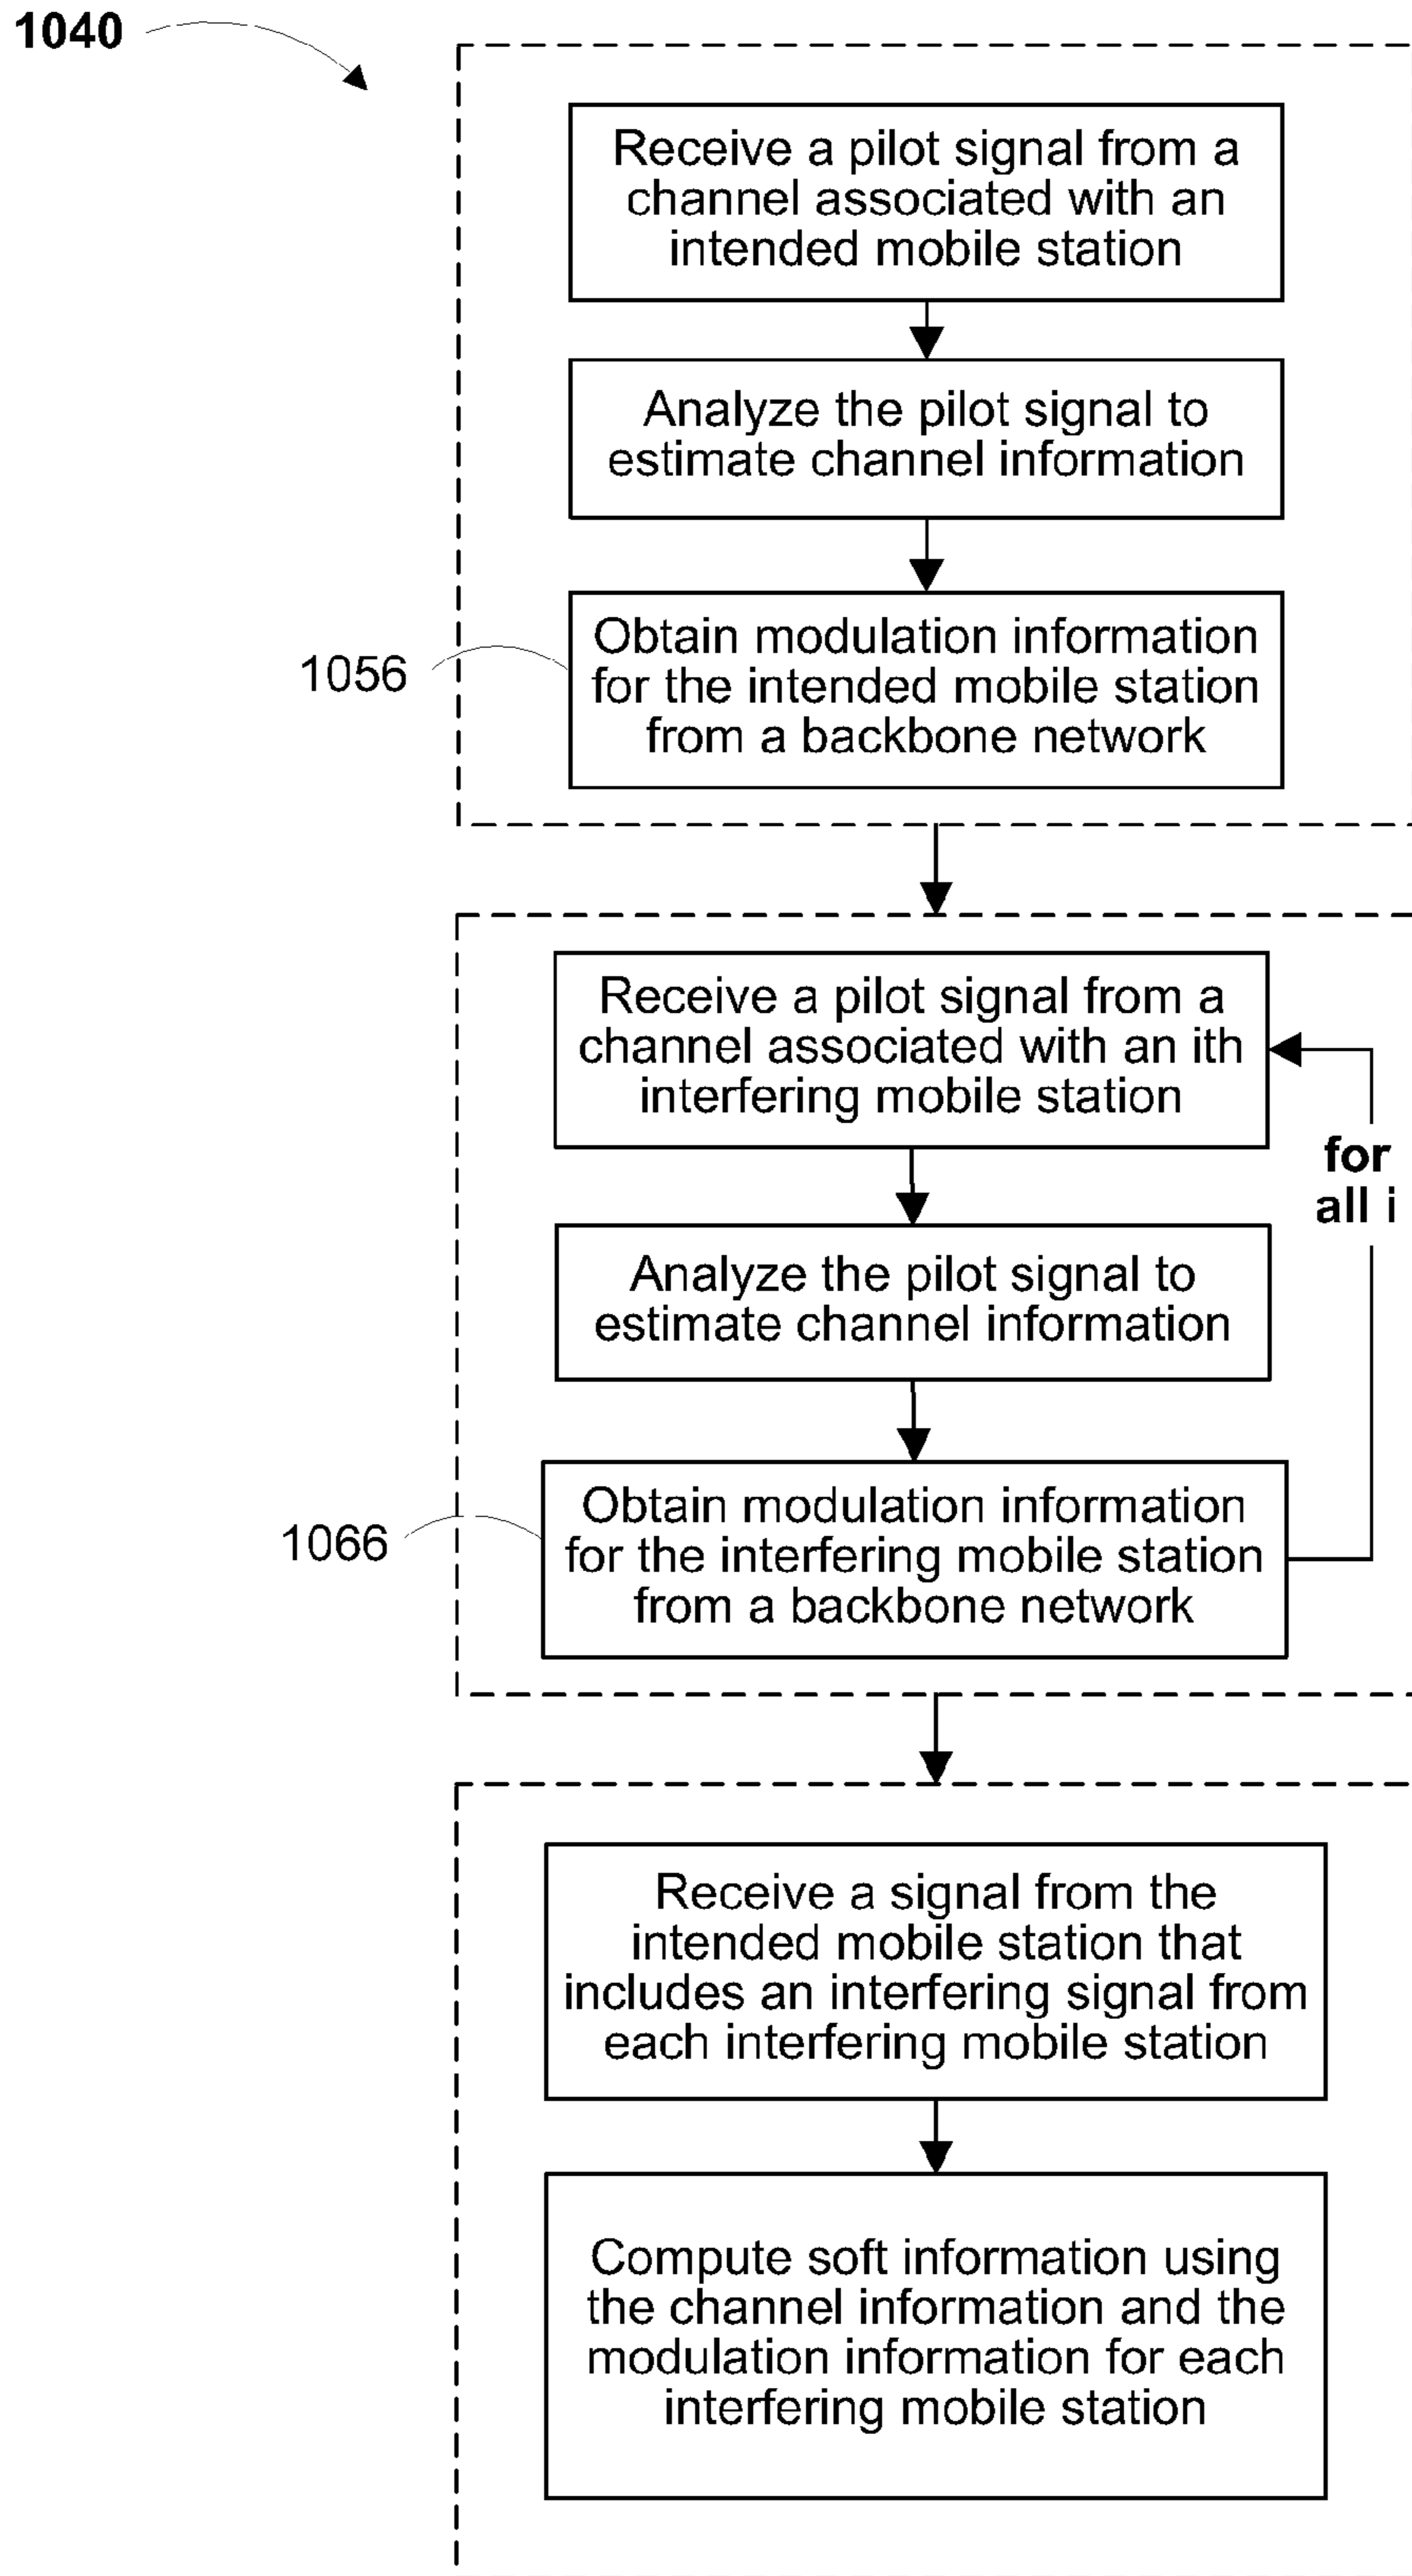 1040
Receive a pilot signal from a
channel associated with an
intended mobile station
Analyze the pilot signal to
estimate channel information
1056
Obtain modulation information
for the intended mobile station
from a backbone network
Receive a pilot signal from a
channel associated with an ith
interfering mobile station
for
all i
Analyze the pilot signal to
estimate channel information
1066
Obtain modulation information
for the interfering mobile station
from a backbone network
Receive a signal from the
intended mobile station that
includes an interfering signal from
each interfering mobile station
Compute soft information using
the channel information and the
modulation information for each
interfering mobile station